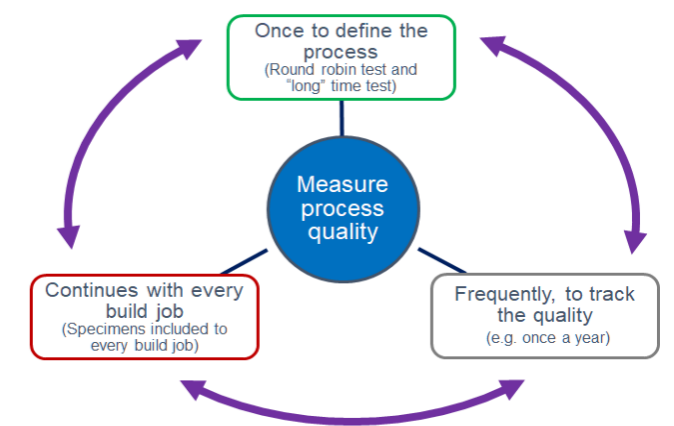 Once to define the
process
(Round robin test and
“long” time test)
Measure
process
quality
Continues with every
build job
(Specimens included to
every build job)
Frequently, to track
the quality
(e.g. once a year)